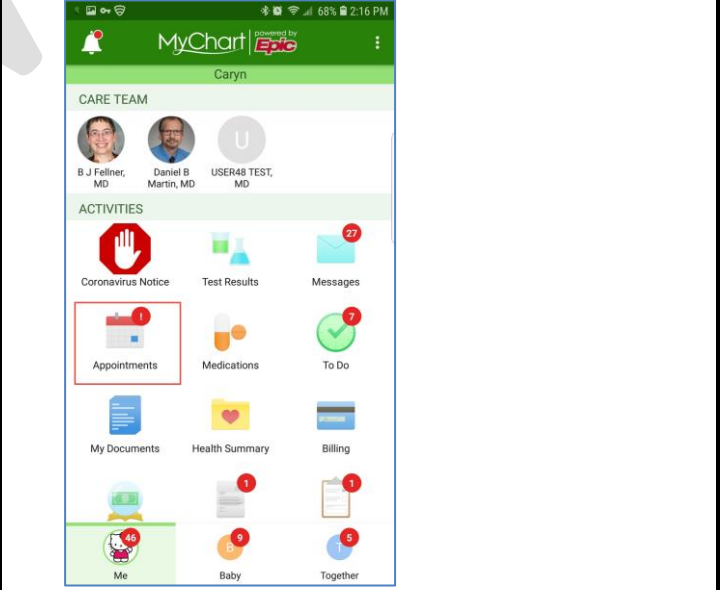 68% 2:16 PM
MyChart powered by Epic
Caryn
CARE TEAM
U
B J Fellner, MD
Daniel B Martin, MD
USER48 TEST, MD
ACTIVITIES
27
Coronavirus Notice Test Results Messages
! 7
Appointments Medications To Do
My Documents Health Summary Billing
1 1
46 B 9 T 5
Me Baby Together